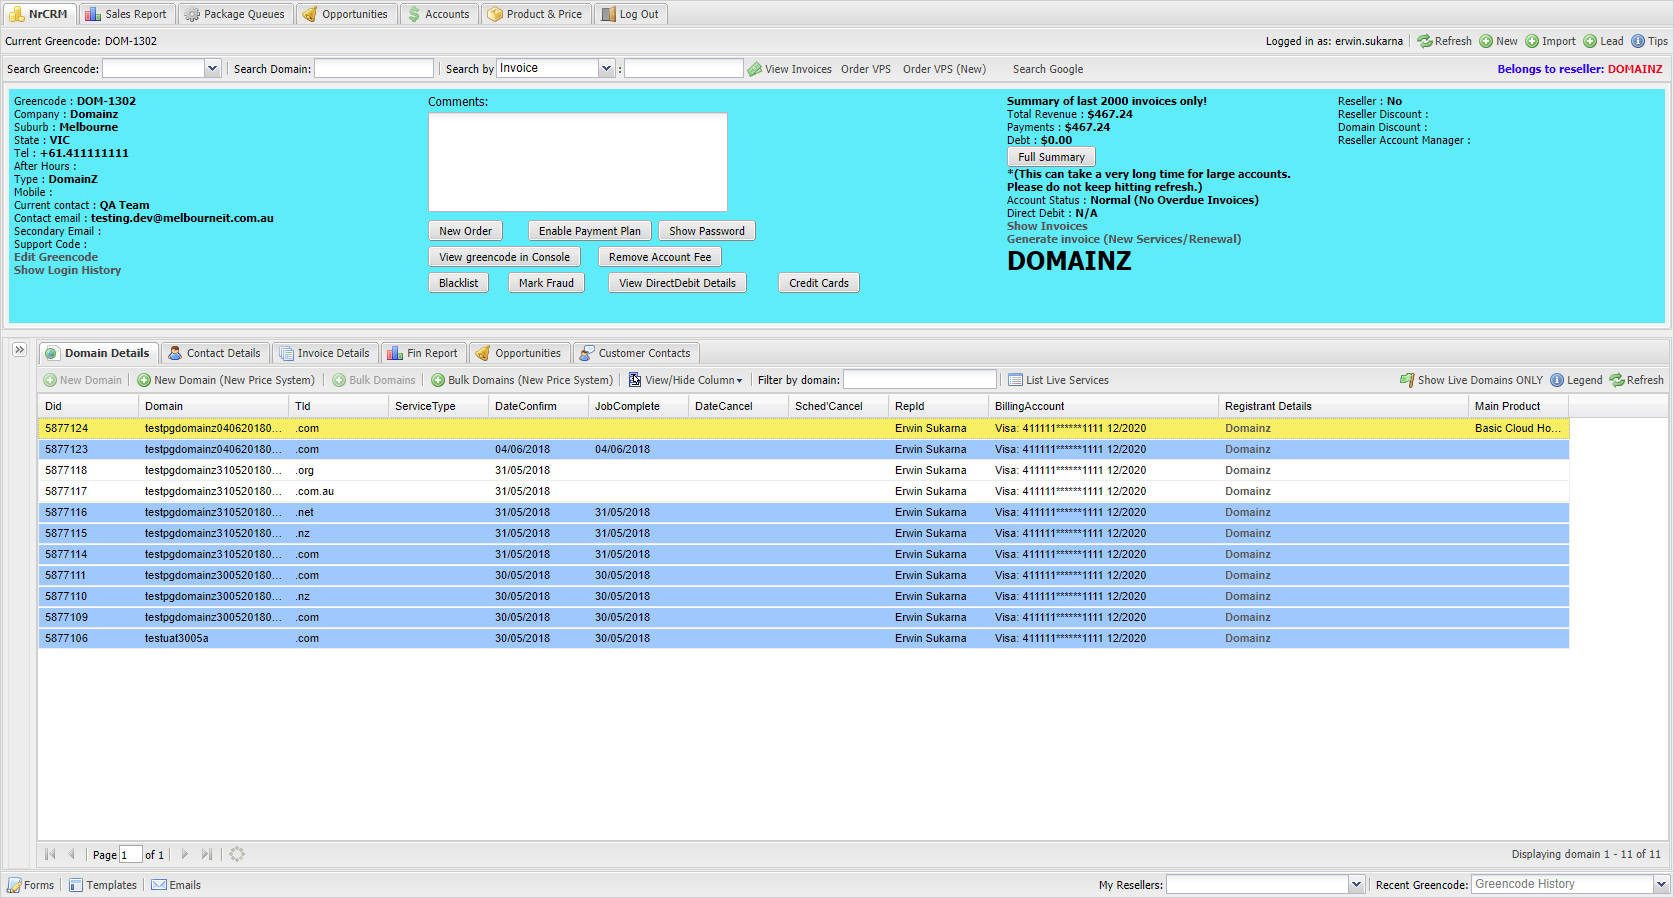 NrCRM Sales Report Package Queues Opportunities Accounts Product & Price Log Out
Current Greencode: DOM-1302 Logged in as: erwin.sukarna Refresh New Import Lead Tips
Search Greencode: Search Domain: Search by Invoice : View Invoices Order VPS Order VPS (New) Search Google Belongs to reseller: DOMAINZ
Greencode : DOM-1302
Company : Domainz
Suburb : Melbourne
State : VIC
Tel : +61.411111111
After Hours :
Type : DomainZ
Mobile :
Current contact : QA Team
Contact email : testing.dev@melbourneit.com.au
Secondary Email :
Support Code :
Edit Greencode
Show Login History
Comments:
New Order Enable Payment Plan Show Password
View greencode in Console Remove Account Fee
Blacklist Mark Fraud View DirectDebit Details Credit Cards
Summary of last 2000 invoices only!
Total Revenue : $467.24
Payments : $467.24
Debt : $0.00
Full Summary
*(This can take a very long time for large accounts.
Please do not keep hitting refresh.)
Account Status : Normal (No Overdue Invoices)
Direct Debit : N/A
Show Invoices
Generate invoice (New Services/Renewal)
DOMAINZ
Reseller : No
Reseller Discount :
Domain Discount :
Reseller Account Manager :
Domain Details Contact Details Invoice Details Fin Report Opportunities Customer Contacts
New Domain New Domain (New Price System) Bulk Domains Bulk Domains (New Price System) View/Hide Column Filter by domain: List Live Services Show Live Domains ONLY Legend Refresh
Did Domain Tld ServiceType DateConfirm JobComplete DateCancel Sched'Cancel RepId BillingAccount Registrant Details Main Product
5877124 testpgdomainz040620180... .com Erwin Sukarna Visa: 411111******1111 12/2020 Domainz Basic Cloud Ho...
5877123 testpgdomainz040620180... .com 04/06/2018 04/06/2018 Erwin Sukarna Visa: 411111******1111 12/2020 Domainz
5877118 testpgdomainz310520180... .org 31/05/2018 Erwin Sukarna Visa: 411111******1111 12/2020 Domainz
5877117 testpgdomainz310520180... .com.au 31/05/2018 Erwin Sukarna Visa: 411111******1111 12/2020 Domainz
5877116 testpgdomainz310520180... .net 31/05/2018 31/05/2018 Erwin Sukarna Visa: 411111******1111 12/2020 Domainz
5877115 testpgdomainz310520180... .nz 31/05/2018 31/05/2018 Erwin Sukarna Visa: 411111******1111 12/2020 Domainz
5877114 testpgdomainz310520180... .com 31/05/2018 31/05/2018 Erwin Sukarna Visa: 411111******1111 12/2020 Domainz
5877111 testpgdomainz300520180... .com 30/05/2018 30/05/2018 Erwin Sukarna Visa: 411111******1111 12/2020 Domainz
5877110 testpgdomainz300520180... .nz 30/05/2018 30/05/2018 Erwin Sukarna Visa: 411111******1111 12/2020 Domainz
5877109 testpgdomainz300520180... .com 30/05/2018 30/05/2018 Erwin Sukarna Visa: 411111******1111 12/2020 Domainz
5877106 testuat3005a .com 30/05/2018 30/05/2018 Erwin Sukarna Visa: 411111******1111 12/2020 Domainz
Page 1 of 1 Displaying domain 1 - 11 of 11
Forms Templates Emails My Resellers: Recent Greencode: Greencode History